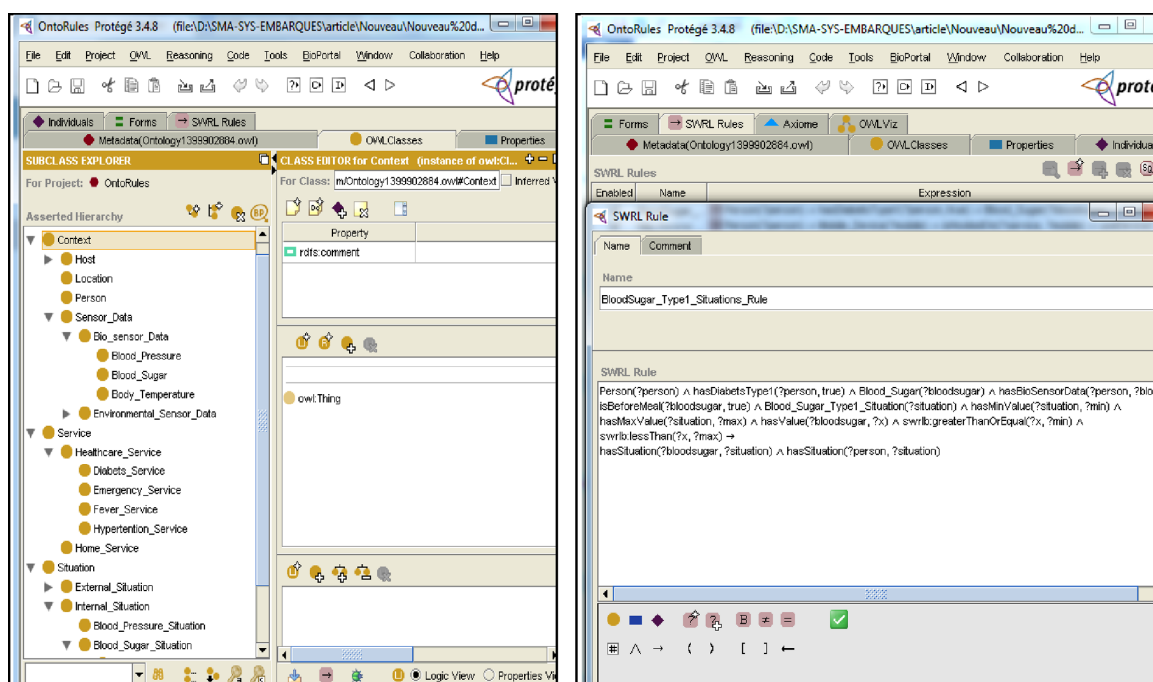 OntoRules Protégé 3.4.8 (file:\D:\SMA-SYS-EMBARQUES\article\Nouveau\Nouveau%20d...
File Edit Project OWL Reasoning Code Tools BioPortal Window Collaboration Help
proté
Individuals Forms SWRL Rules
Metadata(Ontology1399902884.owl) OWLClasses Properties
SUBCLASS EXPLORER
For Project: OntoRules
Asserted Hierarchy
Context
Host
Location
Person
Sensor_Data
Bio_sensor_Data
Blood_Pressure
Blood_Sugar
Body_Temperature
Environmental_Sensor_Data
Service
Healthcare_Service
Diabets_Service
Emergency_Service
Fever_Service
Hypertention_Service
Home_Service
Situation
External_Situation
Internal_Situation
Blood_Pressure_Situation
Blood_Sugar_Situation
CLASS EDITOR for Context (instance of owl:Cl...
For Class: m/Ontology1399902884.owl#Context Inferred V
Property
rdfs:comment
owl:Thing
Logic View Properties Vi
OntoRules Protégé 3.4.8 (file:\D:\SMA-SYS-EMBARQUES\article\Nouveau\Nouveau%20d...
File Edit Project OWL Reasoning Code Tools BioPortal Window Collaboration Help
prote
Forms SWRL Rules Axiome OWLViz
Metadata(Ontology1399902884.owl) OWLClasses Properties Individua
SWRL Rules
Enabled Name Expression
SWRL Rule
Name Comment
Name
BloodSugar_Type1_Situations_Rule
SWRL Rule
Person(?person) ∧ hasDiabetsType1(?person, true) ∧ Blood_Sugar(?bloodsugar) ∧ hasBioSensorData(person, ?blo
isBeforeMeal(?bloodsugar, true) ∧ Blood_Sugar_Type1_Situation(?situation) ∧ hasMinValue(?situation, ?min) ∧
hasMaxValue(?situation, ?max) ∧ hasValue(?bloodsugar, ?x) ∧ swrlb:greaterThanOrEqual(?x, ?min) ∧
swrlb:lessThan(?x, ?max) →
hasSituation(?bloodsugar, ?situation) ∧ hasSituation(?person, ?situation)
B ≠ =
∧ → ( ) [ ] ←